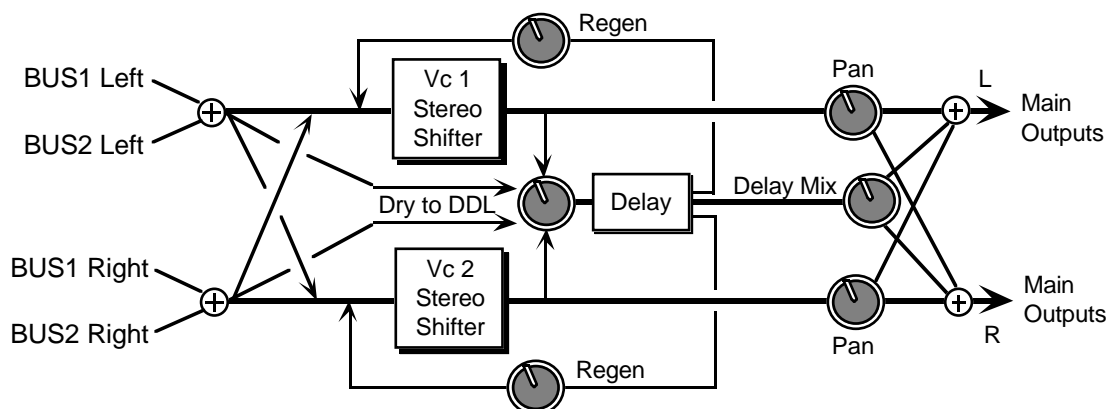 Regen
BUS1 Left
BUS2 Left
Vc 1
Stereo
Shifter
Pan
L
Main
Outputs
Dry to DDL
Delay
Delay Mix
BUS1 Right
BUS2 Right
Vc 2
Stereo
Shifter
Pan
R
Main
Outputs
Regen